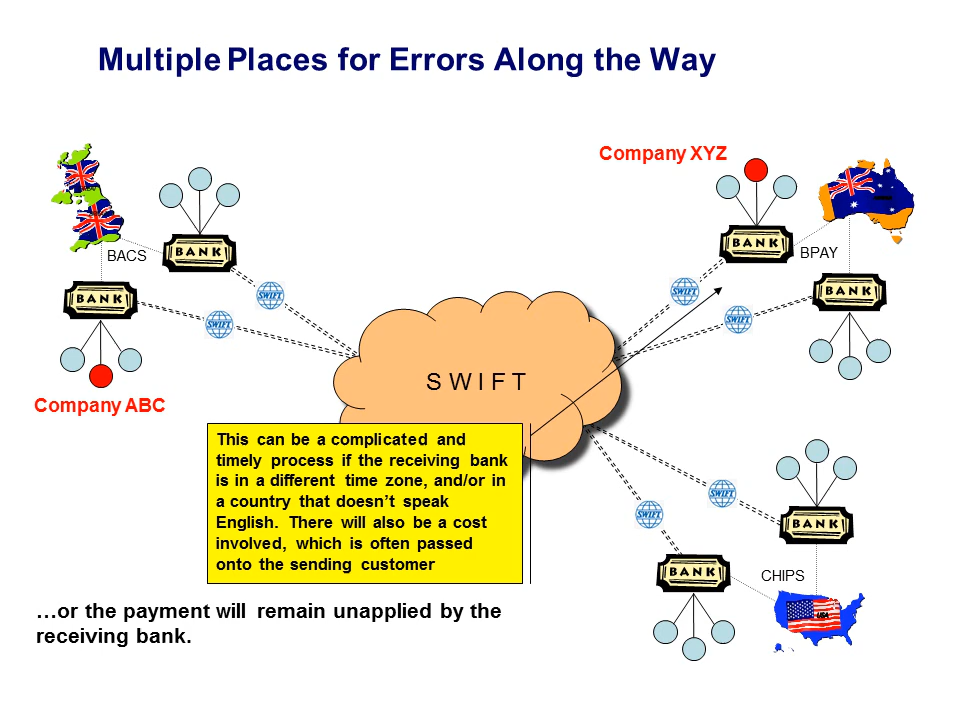 Multiple Places for Errors Along the Way
Company XYZ
BACS
BANK
BANK
Company ABC
SWIFT
SWIFT
BANK
BPAY
BANK
SWIFT
SWIFT
S W I F T
This can be a complicated and
timely process if the receiving bank
is in a different time zone, and/or in
a country that doesn’t speak
English. There will also be a cost
involved, which is often passed
onto the sending customer
SWIFT
SWIFT
BANK
BANK
CHIPS
USA
…or the payment will remain unapplied by the
receiving bank.